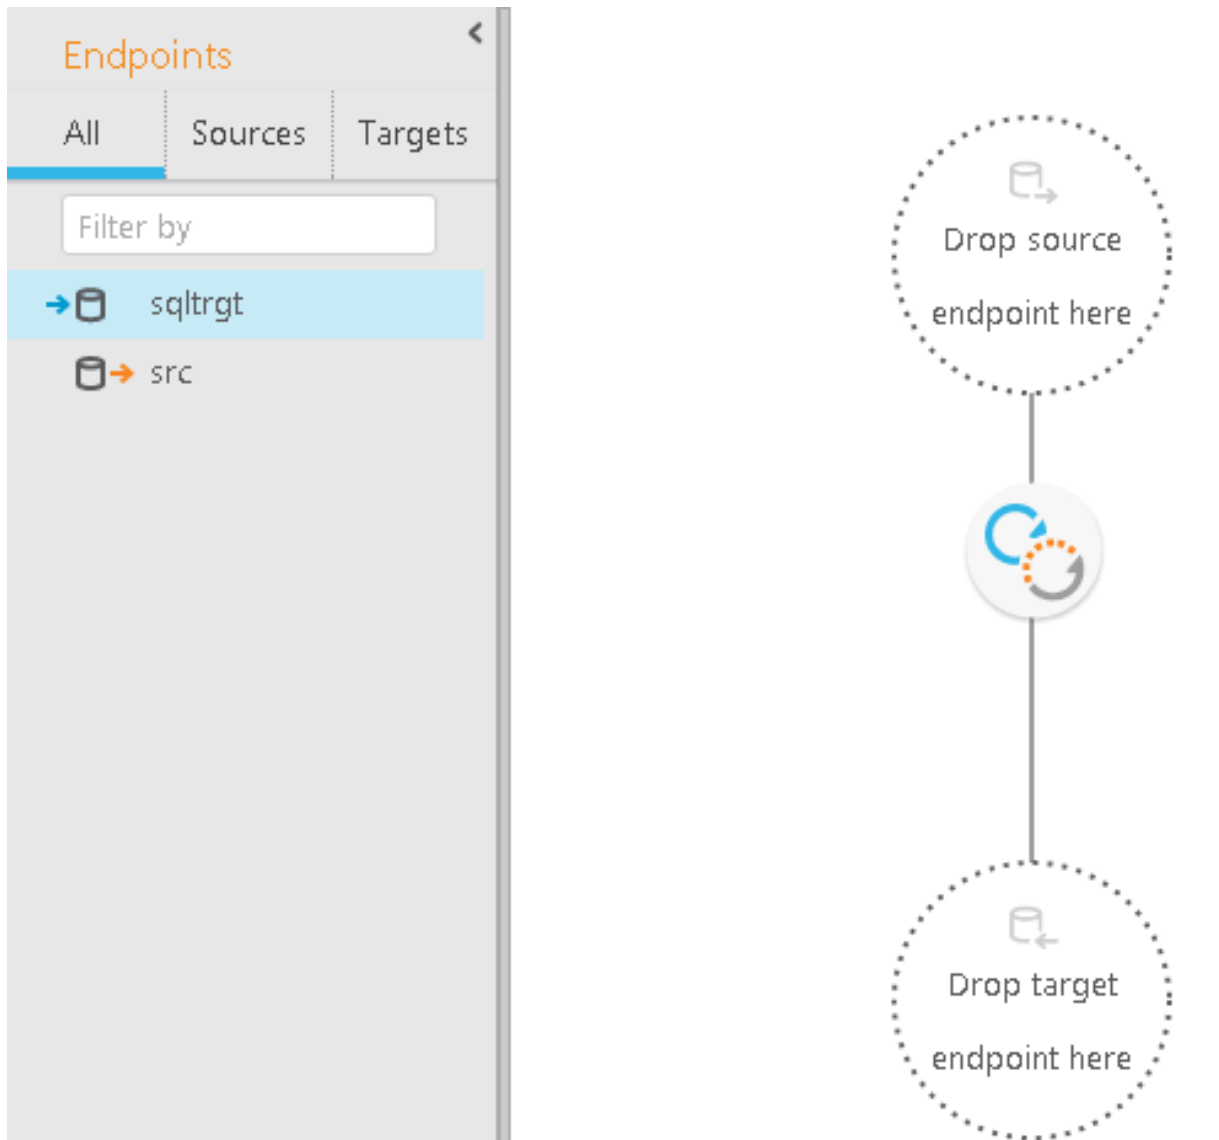 Endpoints
All
Sources
Targets
Filter by
sqltrgt
src
Drop source
endpoint here
Drop target
endpoint here